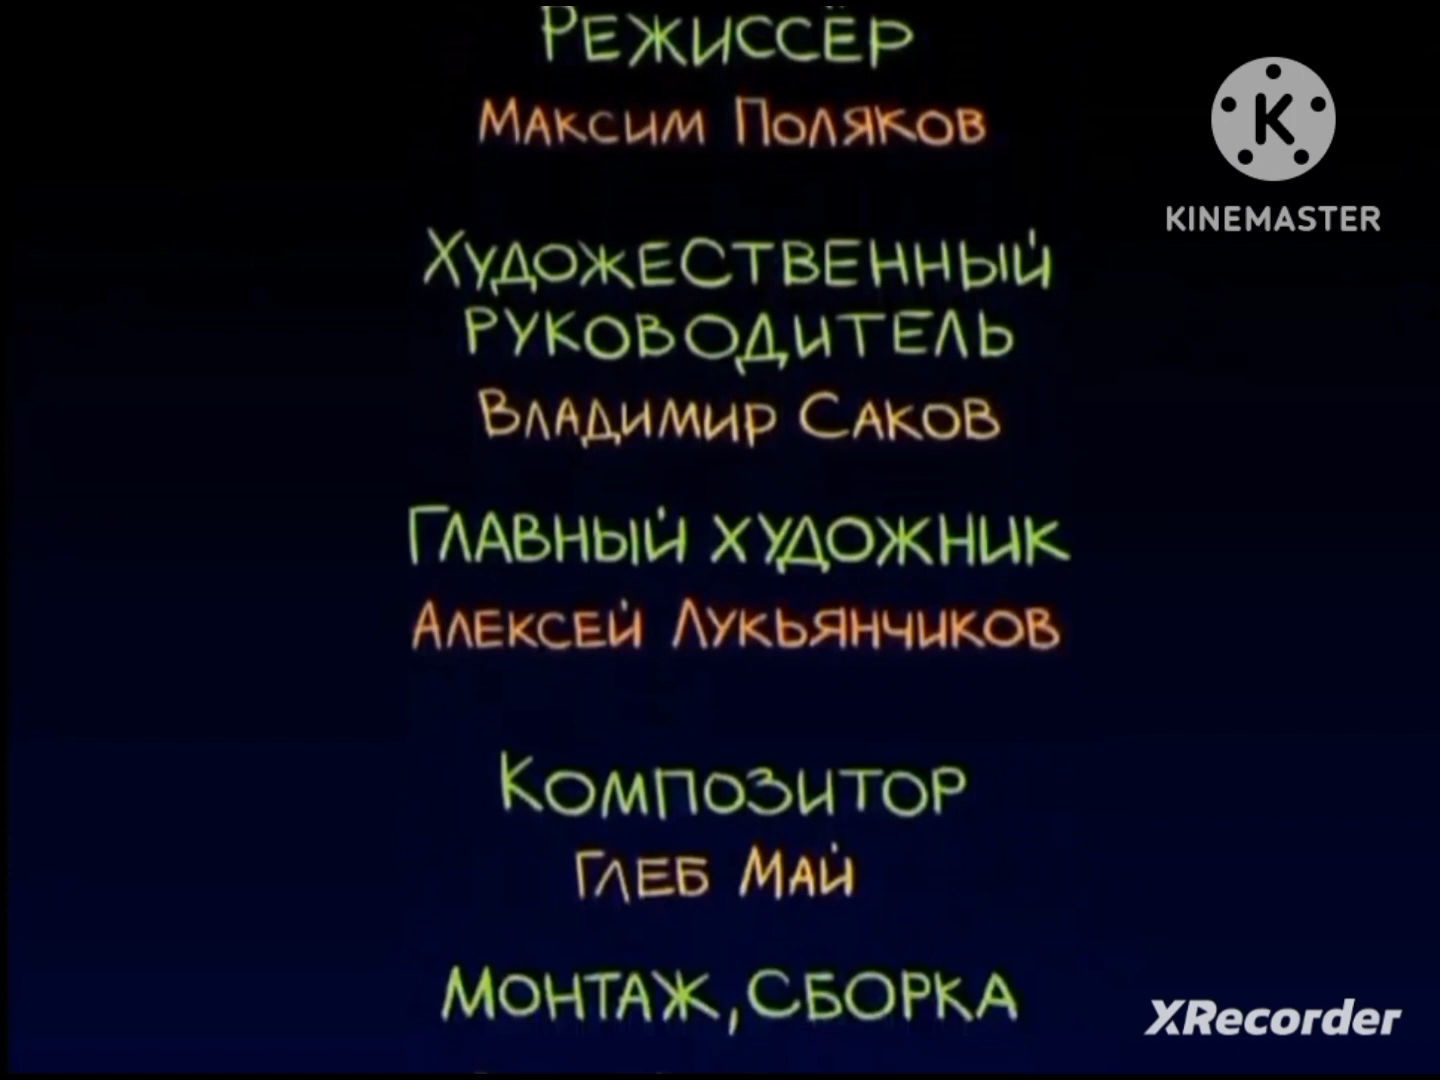 Режиссёр
Максим Поляков
KINEMASTER
Художественный
руководитель
Владимир Саков
Главный художник
Алексей Лукьянчиков
Композитор
Глеб Май
Монтаж, сборка
XRecorder